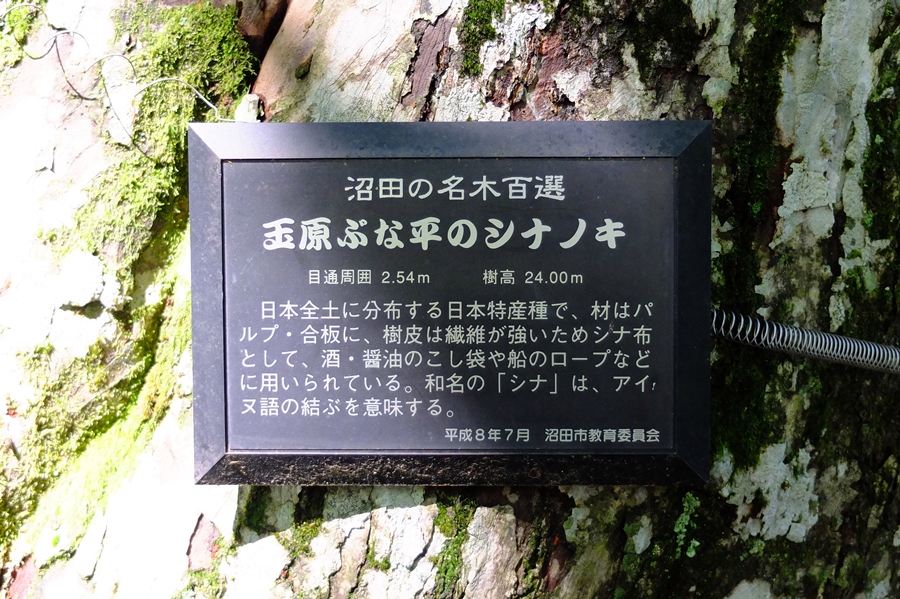 沼田の名木百選
玉原ぶな平のシナノキ
目通周囲 2.54m 樹高 24.00m
日本全土に分布する日本特産種で、材はパ
ルプ・合板に、樹皮は繊維が強いためシナ布
として、酒・醤油のこし袋や船のロープなど
に用いられている。和名の「シナ」は、アイ
ヌ語の結ぶを意味する。
平成8年7月 沼田市教育委員会